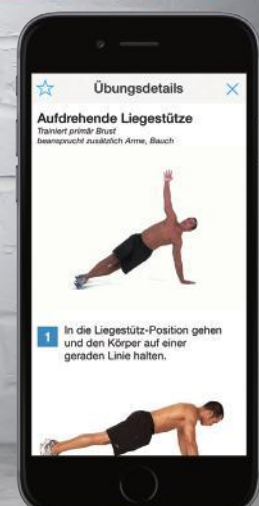 Übungsdetails
Aufdrehende Liegestütze
Trainiert primär Brust
beansprucht zusätzlich Arme, Bauch
1 In die Liegestütz-Position gehen
und den Körper auf einer
geraden Linie halten.